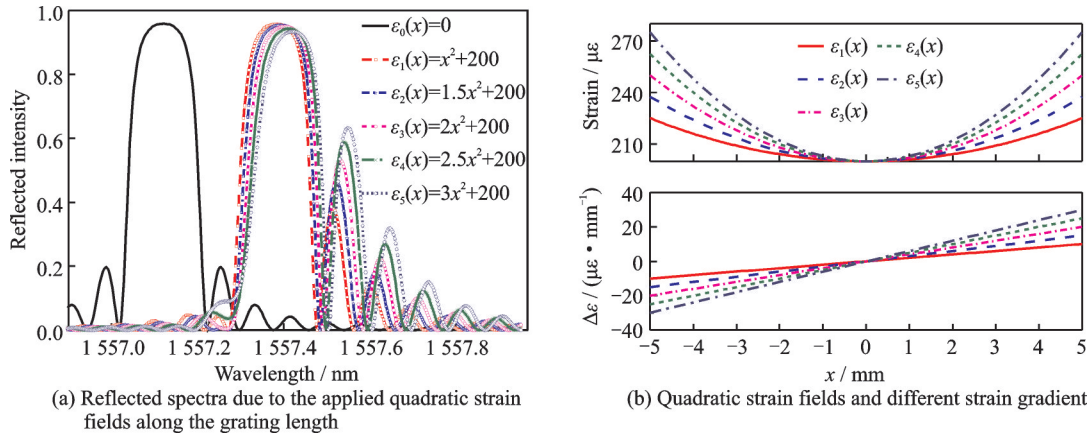 1.0
0.8
0.6
0.4
0.2
0.0
Reflected intensity
ε₀(x)=0
ε₁(x)=x²+200
ε₂(x)=1.5x²+200
ε₃(x)=2x²+200
ε₄(x)=2.5x²+200
ε₅(x)=3x²+200
1 557.0 1 557.2 1 557.4 1 557.6 1 557.8
Wavelength / nm
(a) Reflected spectra due to the applied quadratic strain
fields along the grating length
270
240
210
Strain / με
ε₁(x) ε₄(x)
ε₂(x) ε₅(x)
ε₃(x)
40
20
0
−20
−40
Δε / (με • mm⁻¹)
−5 −4 −3 −2 −1 0 1 2 3 4 5
x / mm
(b) Quadratic strain fields and different strain gradient